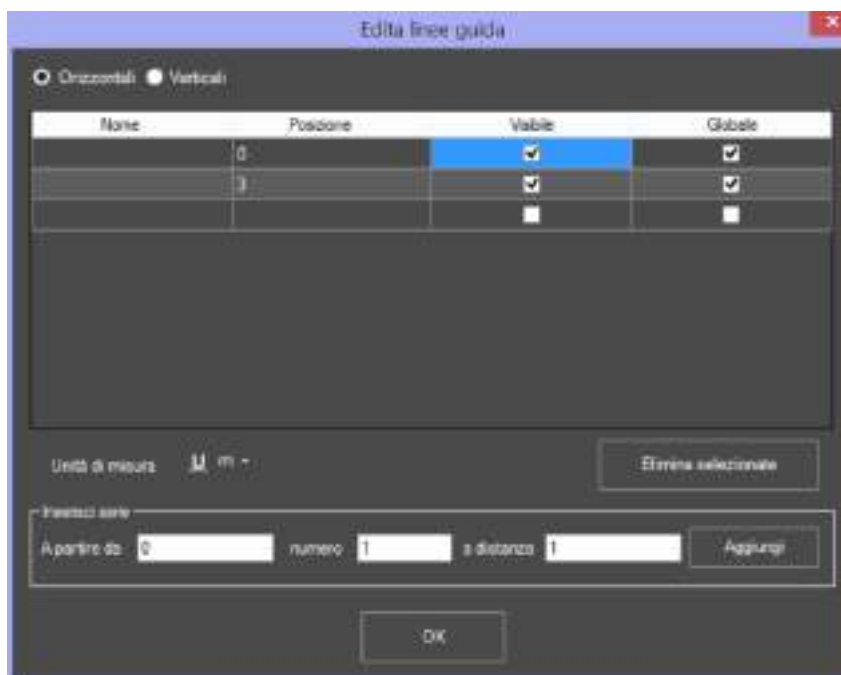 Edita linee guida
Orizzontali Verticali
Nome Posizione Visibile Globale
0
3
Unità di misura m
Elimina selezionate
Inserisci serie
A partire da 0 numero 1 a distanza 1 Aggiungi
OK